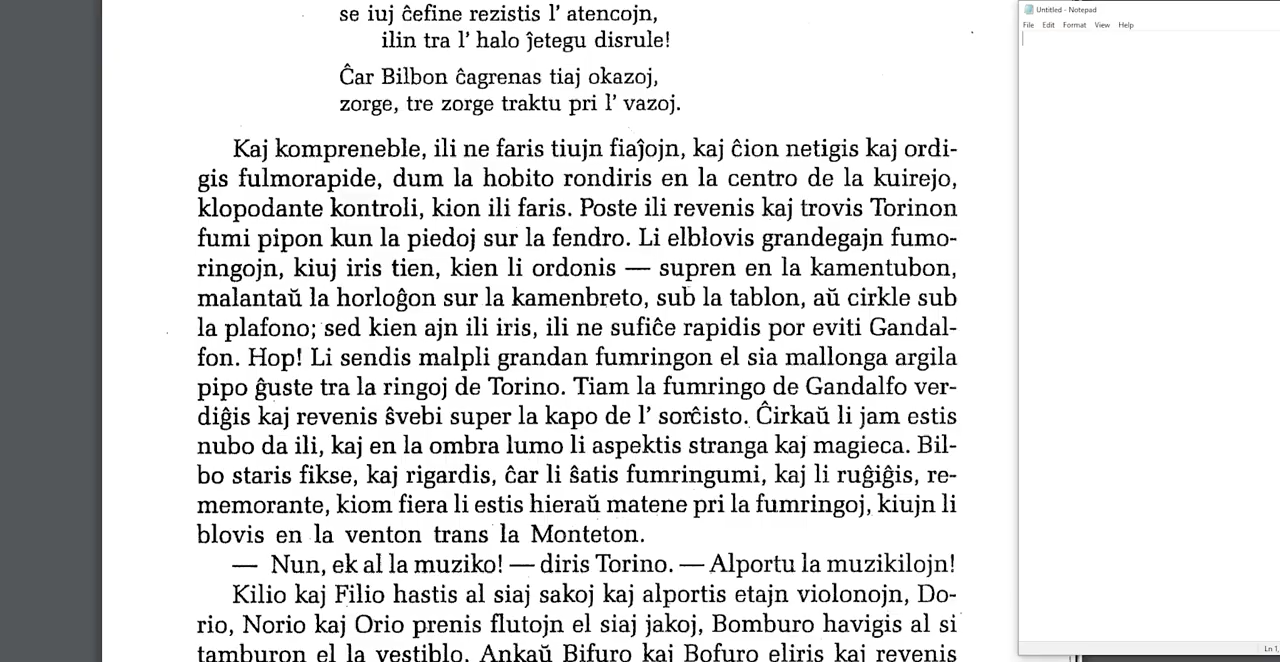 se iuj ĉefine rezistis l’ atencojn,
ilin tra l’ halo ĵetegu disrule!
Ĉar Bilbon ĉagrenas tiaj okazoj,
zorge, tre zorge traktu pri l’ vazoj.
Kaj kompreneble, ili ne faris tiujn fiaĵojn, kaj ĉion netigis kaj ordi-
gis fulmorapide, dum la hobito rondiris en la centro de la kuirejo,
klopodante kontroli, kion ili faris. Poste ili revenis kaj trovis Torinon
fumi pipon kun la piedoj sur la fendro. Li elblovis grandegajn fumo-
ringojn, kiuj iris tien, kien li ordonis — supren en la kamentubon,
malantaŭ la horloĝon sur la kamenbreto, sub la tablon, aŭ cirkle sub
la plafono; sed kien ajn ili iris, ili ne sufiĉe rapidis por eviti Gandal-
fon. Hop! Li sendis malpli grandan fumringon el sia mallonga argila
pipo ĝuste tra la ringoj de Torino. Tiam la fumringo de Gandalfo ver-
diĝis kaj revenis ŝvebi super la kapo de l’ sorĉisto. Ĉirkaŭ li jam estis
nubo da ili, kaj en la ombra lumo li aspektis stranga kaj magieca. Bil-
bo staris fikse, kaj rigardis, ĉar li ŝatis fumringumi, kaj li ruĝiĝis, re-
memorante, kiom fiera li estis hieraŭ matene pri la fumringoj, kiujn li
blovis en la venton trans la Monteton.
— Nun, ek al la muziko! — diris Torino. — Alportu la muzikilojn!
Kilio kaj Filio hastis al siaj sakoj kaj alportis etajn violonojn, Do-
rio, Norio kaj Orio prenis flutojn el siaj jakoj, Bomburo havigis al si
tamburon el la vestiblo. Ankaŭ Bifuro kaj Bofuro eliris kaj revenis
Untitled - Notepad
File Edit Format View Help
Ln 1,